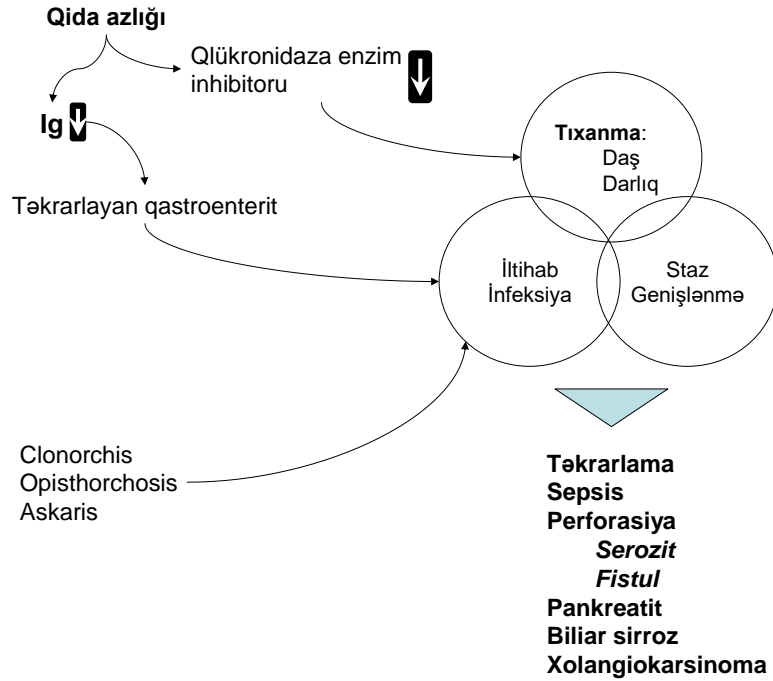 Qida azlığı
Qlükronidaza enzim
inhibitoru
Ig
Təkrarlayan qastroenterit
Tıxanma:
Daş
Darlıq
İltihab
İnfeksiya
Staz
Genişlənmə
Clonorchis
Opisthorchosis
Askaris
Təkrarlama
Sepsis
Perforasiya
Serozit
Fistul
Pankreatit
Biliar sirroz
Xolangiokarsinoma